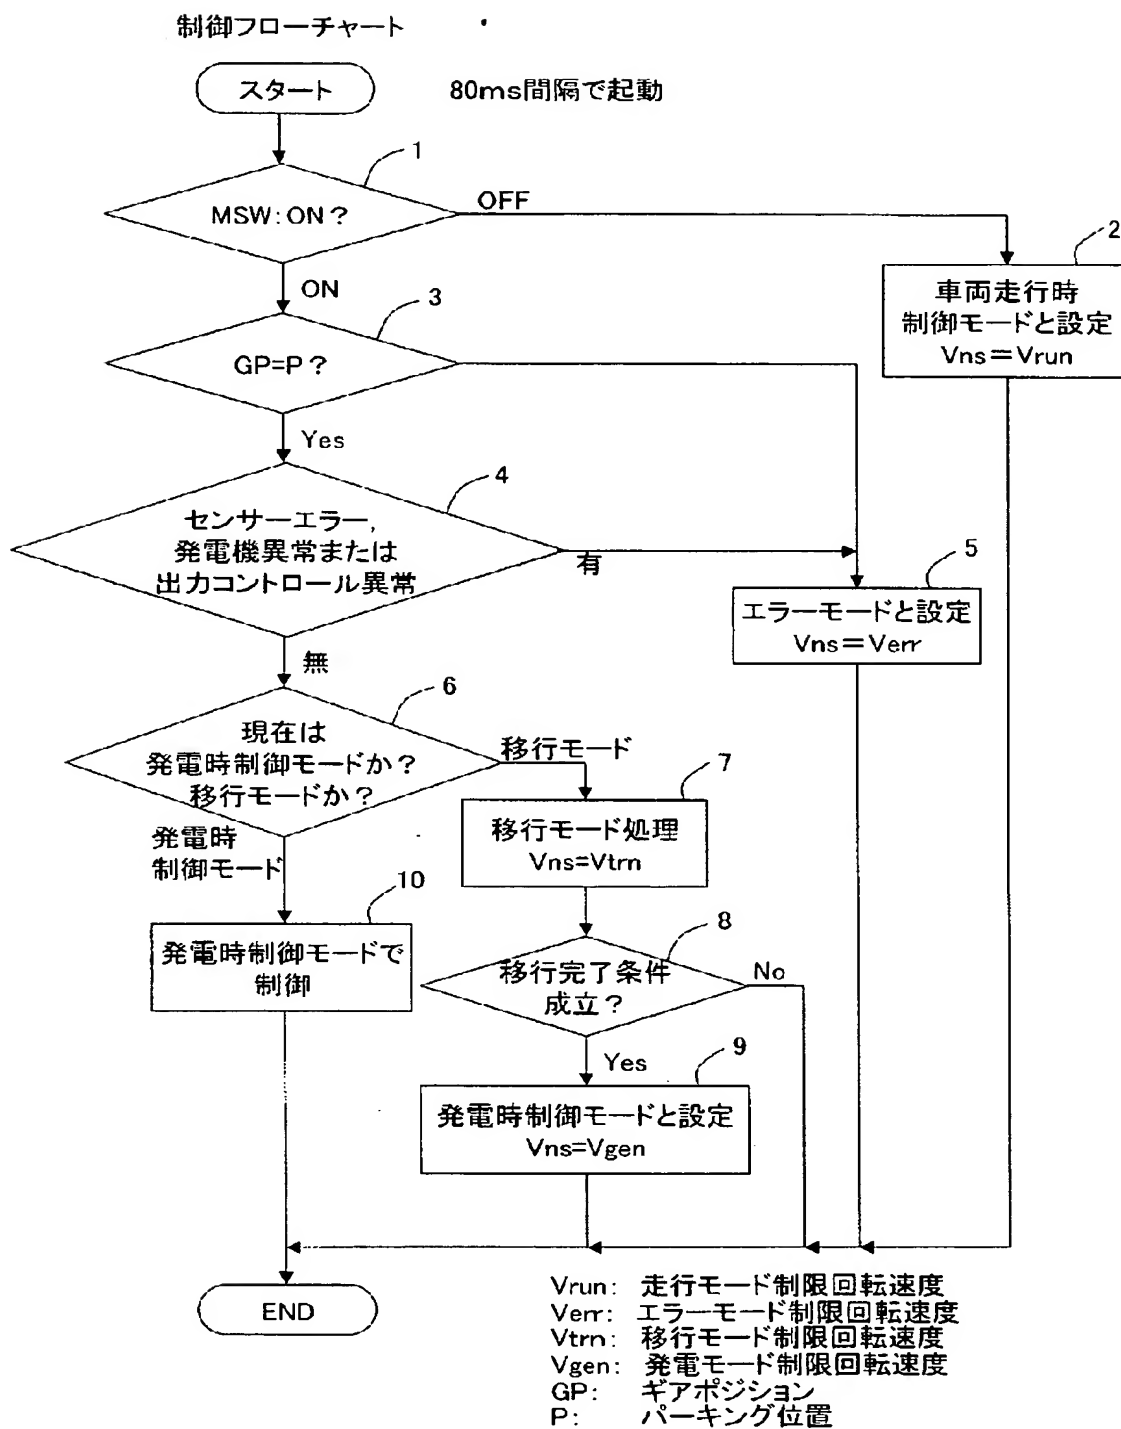 制御フローチャート
スタート
80ms間隔で起動
1
MSW:ON?
OFF
2
車両走行時
制御モードと設定
Vns=Vrun
ON
3
GP=P?
Yes
4
センサーエラー,
発電機異常または
出力コントロール異常
有
5
エラーモードと設定
Vns=Verr
無
6
現在は
発電時制御モードか?
移行モードか?
移行モード
7
移行モード処理
Vns=Vtrn
発電時
制御モード
10
発電時制御モードで
制御
8
移行完了条件
成立?
No
Yes
9
発電時制御モードと設定
Vns=Vgen
END
Vrun: 走行モード制限回転速度
Verr: エラーモード制限回転速度
Vtrn: 移行モード制限回転速度
Vgen: 発電モード制限回転速度
GP: ギアポジション
P: パーキング位置